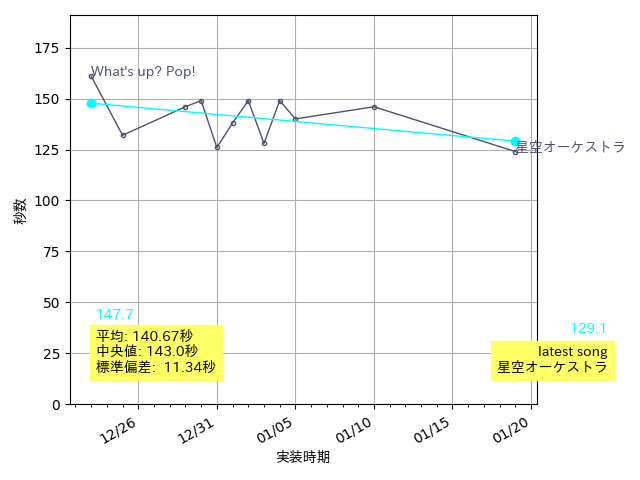 175
150
125
100
75
50
25
0
秒数
What's up? Pop!
星空オーケストラ
147.7
平均: 140.67秒
中央値: 143.0秒
標準偏差: 11.34秒
129.1
latest song
星空オーケストラ
12/26
12/31
01/05
01/10
01/15
01/20
実装時期